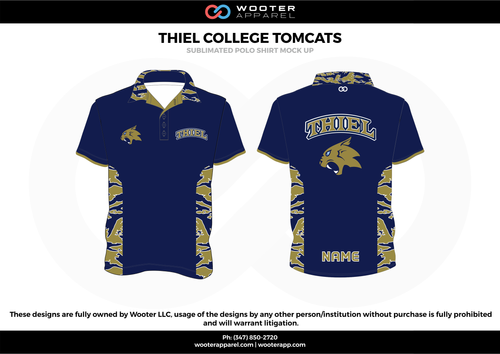 WOOTER
APPAREL
THIEL COLLEGE TOMCATS
SUBLIMATED POLO SHIRT MOCK UP
THIEL
THIEL
NAME
These designs are fully owned by Wooter LLC, usage of the designs by any other person/institution without purchase is fully prohibited
and will warrant litigation.
Ph: (347) 850-2720
wooterapparel.com | wooterapp.com